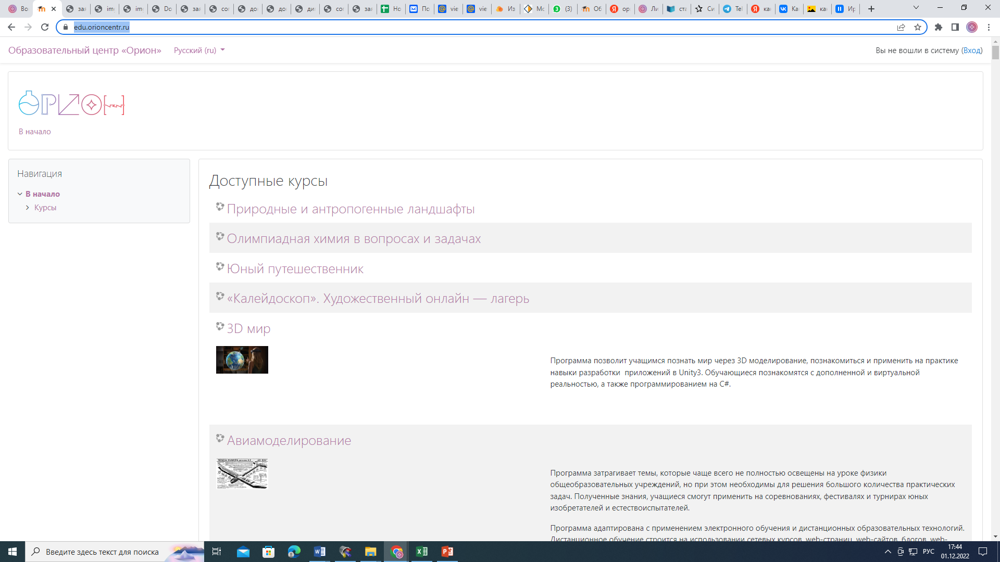 Во
зая
im
im
Do
зая
сог
до
до
ди
сог
зая
Но
По
vie
vie
Из
Мо
(3)
Об
ори
Ли
ста
Си
Tel
ка
Ка
ка
Ир
edu.orioncentr.ru
Образовательный центр «Орион»
Русский (ru)
Вы не вошли в систему (Вход)
ОРИОН
В начало
Навигация
В начало
Курсы
Доступные курсы
Природные и антропогенные ландшафты
Олимпиадная химия в вопросах и задачах
Юный путешественник
«Калейдоскоп». Художественный онлайн — лагерь
3D мир
Программа позволит учащимся познать мир через 3D моделирование, познакомиться и применить на практике
навыки разработки приложений в Unity3. Обучающиеся познакомятся с дополненной и виртуальной
реальностью, а также программированием на C#.
Авиамоделирование
Программа затрагивает темы, которые чаще всего не полностью освещены на уроке физики
общеобразовательных учреждений, но при этом необходимы для решения большого количества практических
задач. Полученные знания, учащиеся смогут применить на соревнованиях, фестивалях и турнирах юных
изобретателей и естествоиспытателей.
Программа адаптирована с применением электронного обучения и дистанционных образовательных технологий.
Дистанционное обучение строится на использовании сетевых курсов, web-страниц, web-сайтов, блогов, web-
Введите здесь текст для поиска
РУС
17:44
01.12.2022